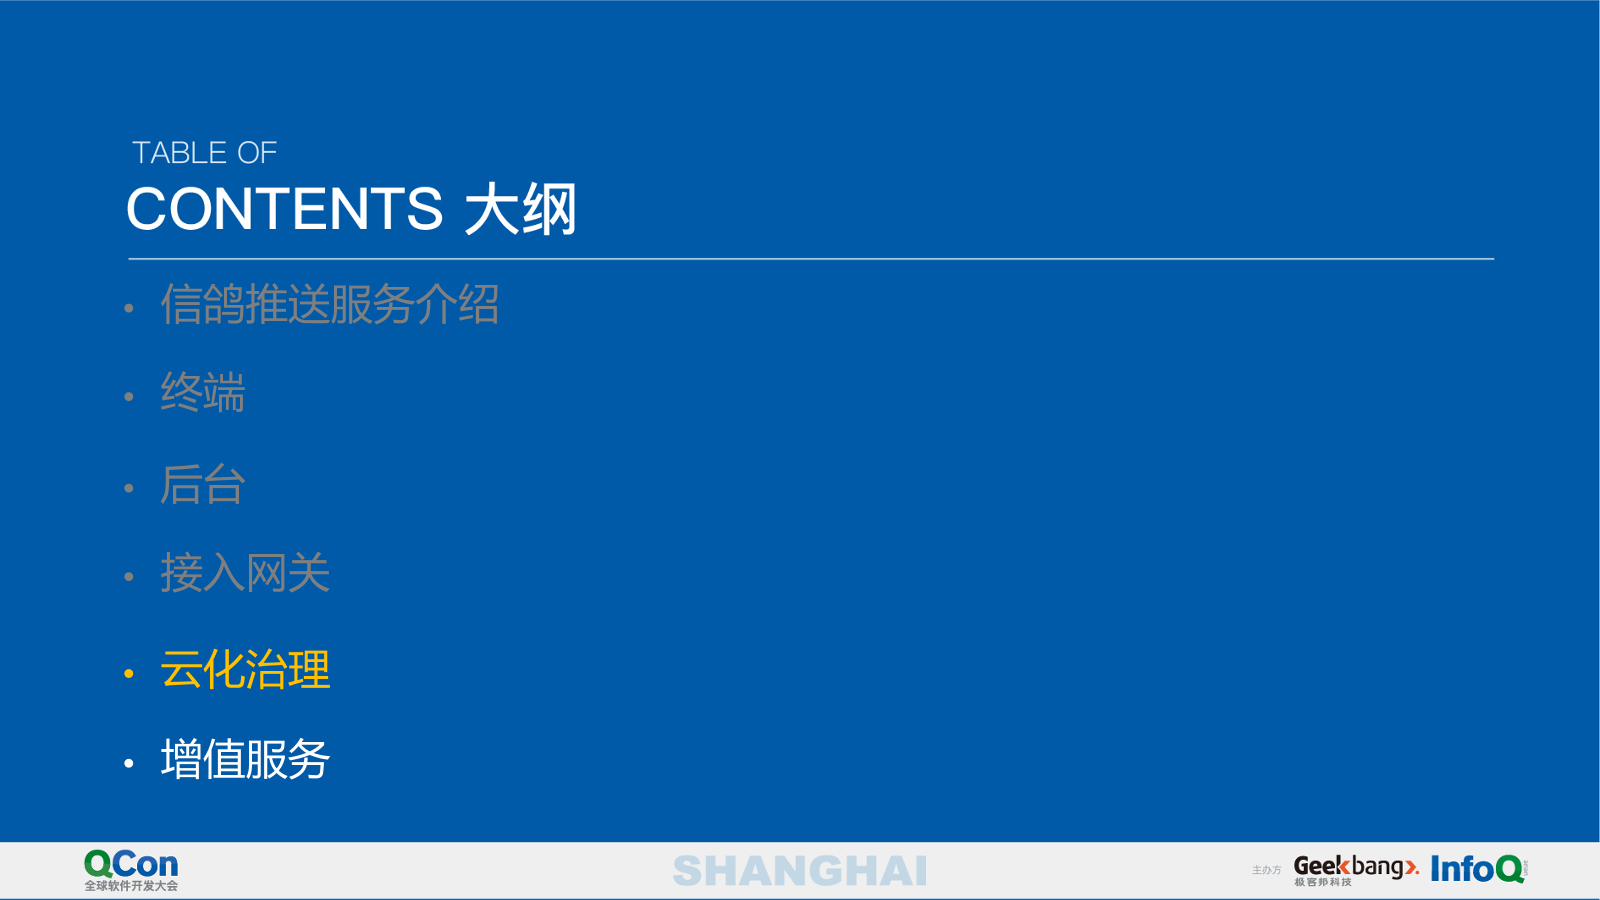 TABLE OF
CONTENTS 大纲
• 信鸽推送服务介绍
• 终端
• 后台
• 接入网关
• 云化治理
• 增值服务
QCon
全球软件开发大会
SHANGHAI
主办方
Geekbang
极客邦科技
InfoQ